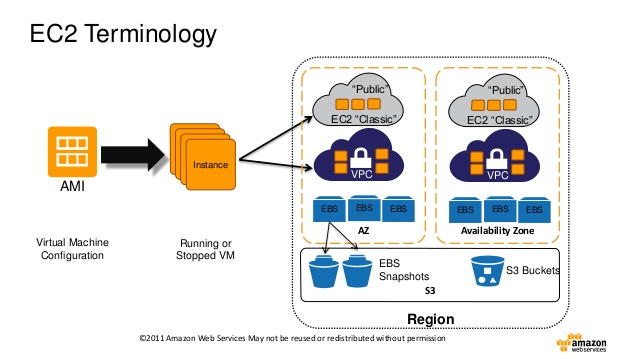 EC2 Terminology
AMI
Virtual Machine
Configuration
Instance
Running or
Stopped VM
"Public"
EC2 "Classic"
VPC
EBS
EBS
EBS
AZ
"Public"
EC2 "Classic"
VPC
EBS
EBS
EBS
Availability Zone
EBS
Snapshots
S3
S3 Buckets
Region
©2011 Amazon Web Services May not be reused or redistributed without permission
amazon
webservices